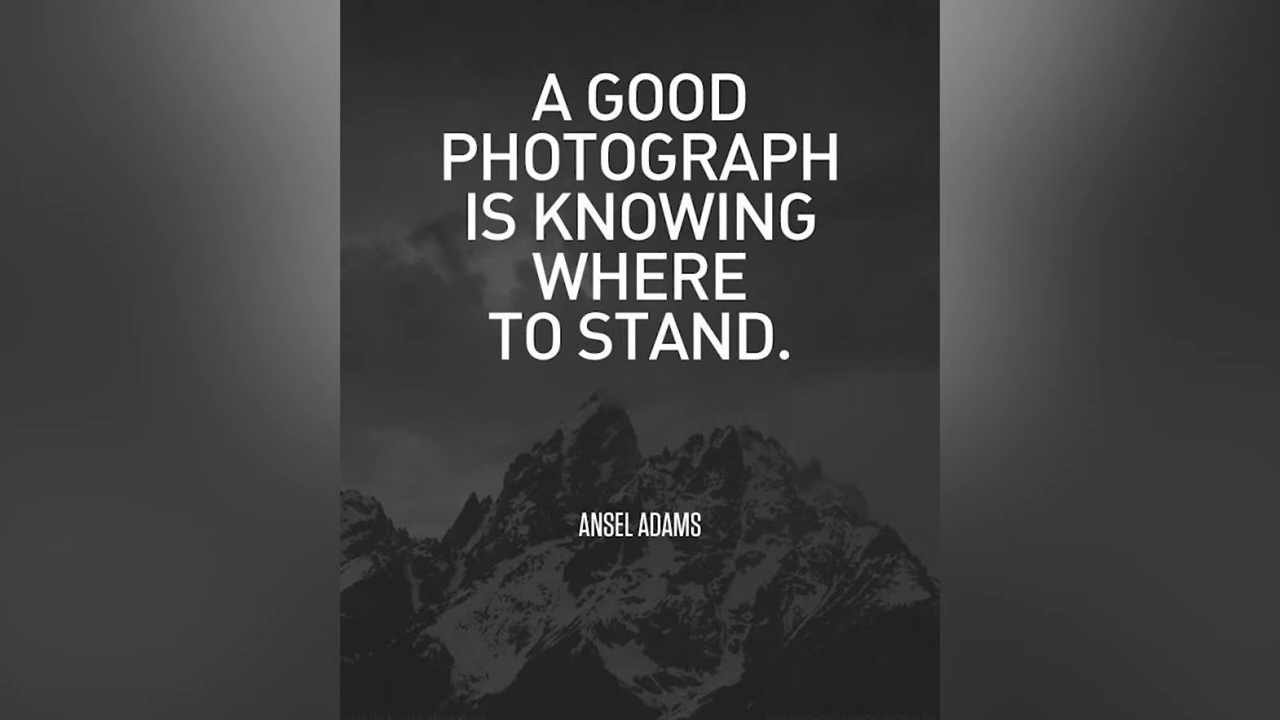 A GOOD
PHOTOGRAPH
IS KNOWING
WHERE
TO STAND.
ANSEL ADAMS